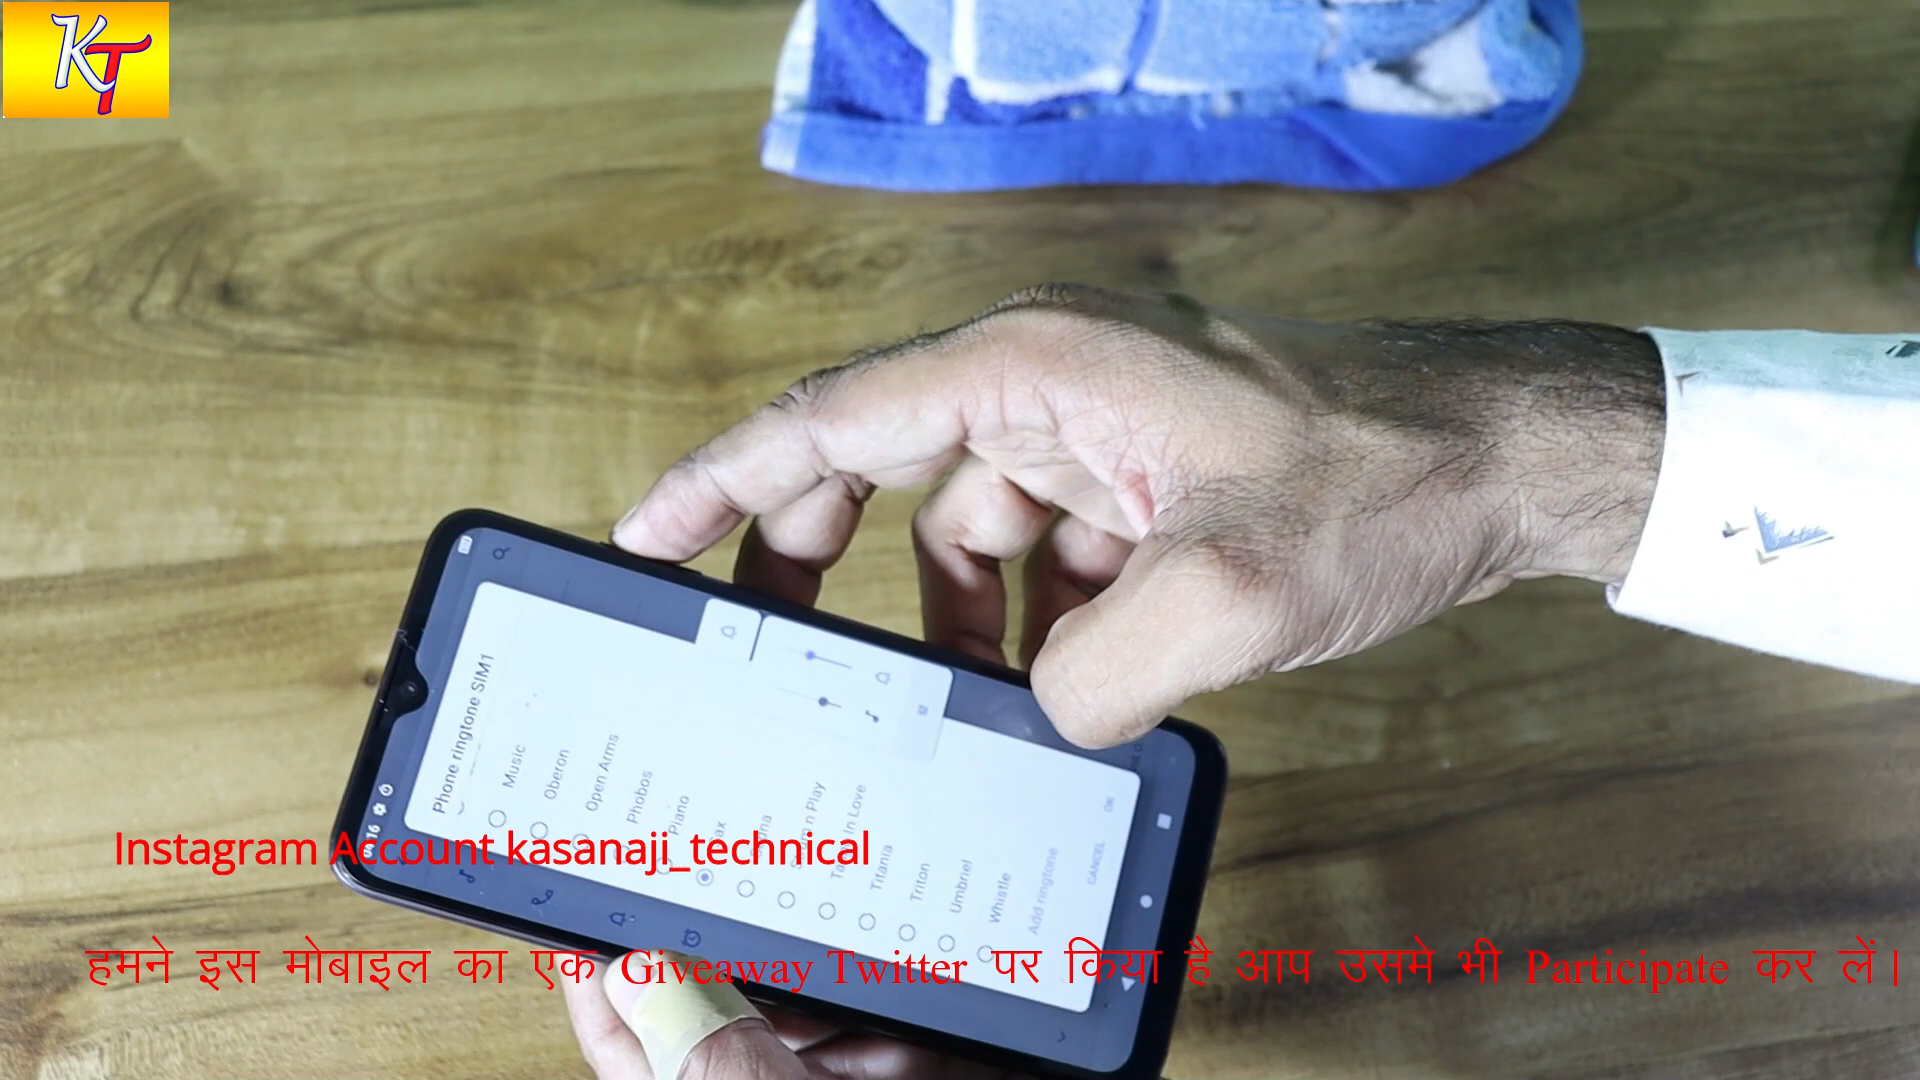 KT
Phone ringtone SIM1
Music
Oberon
Open Arms
Phobos
Piano
Titania
Triton
Umbriel
Whistle
Add ringtone
CANCEL
OK
Instagram Account kasanaji_technical
हमने इस मोबाइल का एक Giveaway Twitter पर किया है आप उसमे भी Participate कर लें।